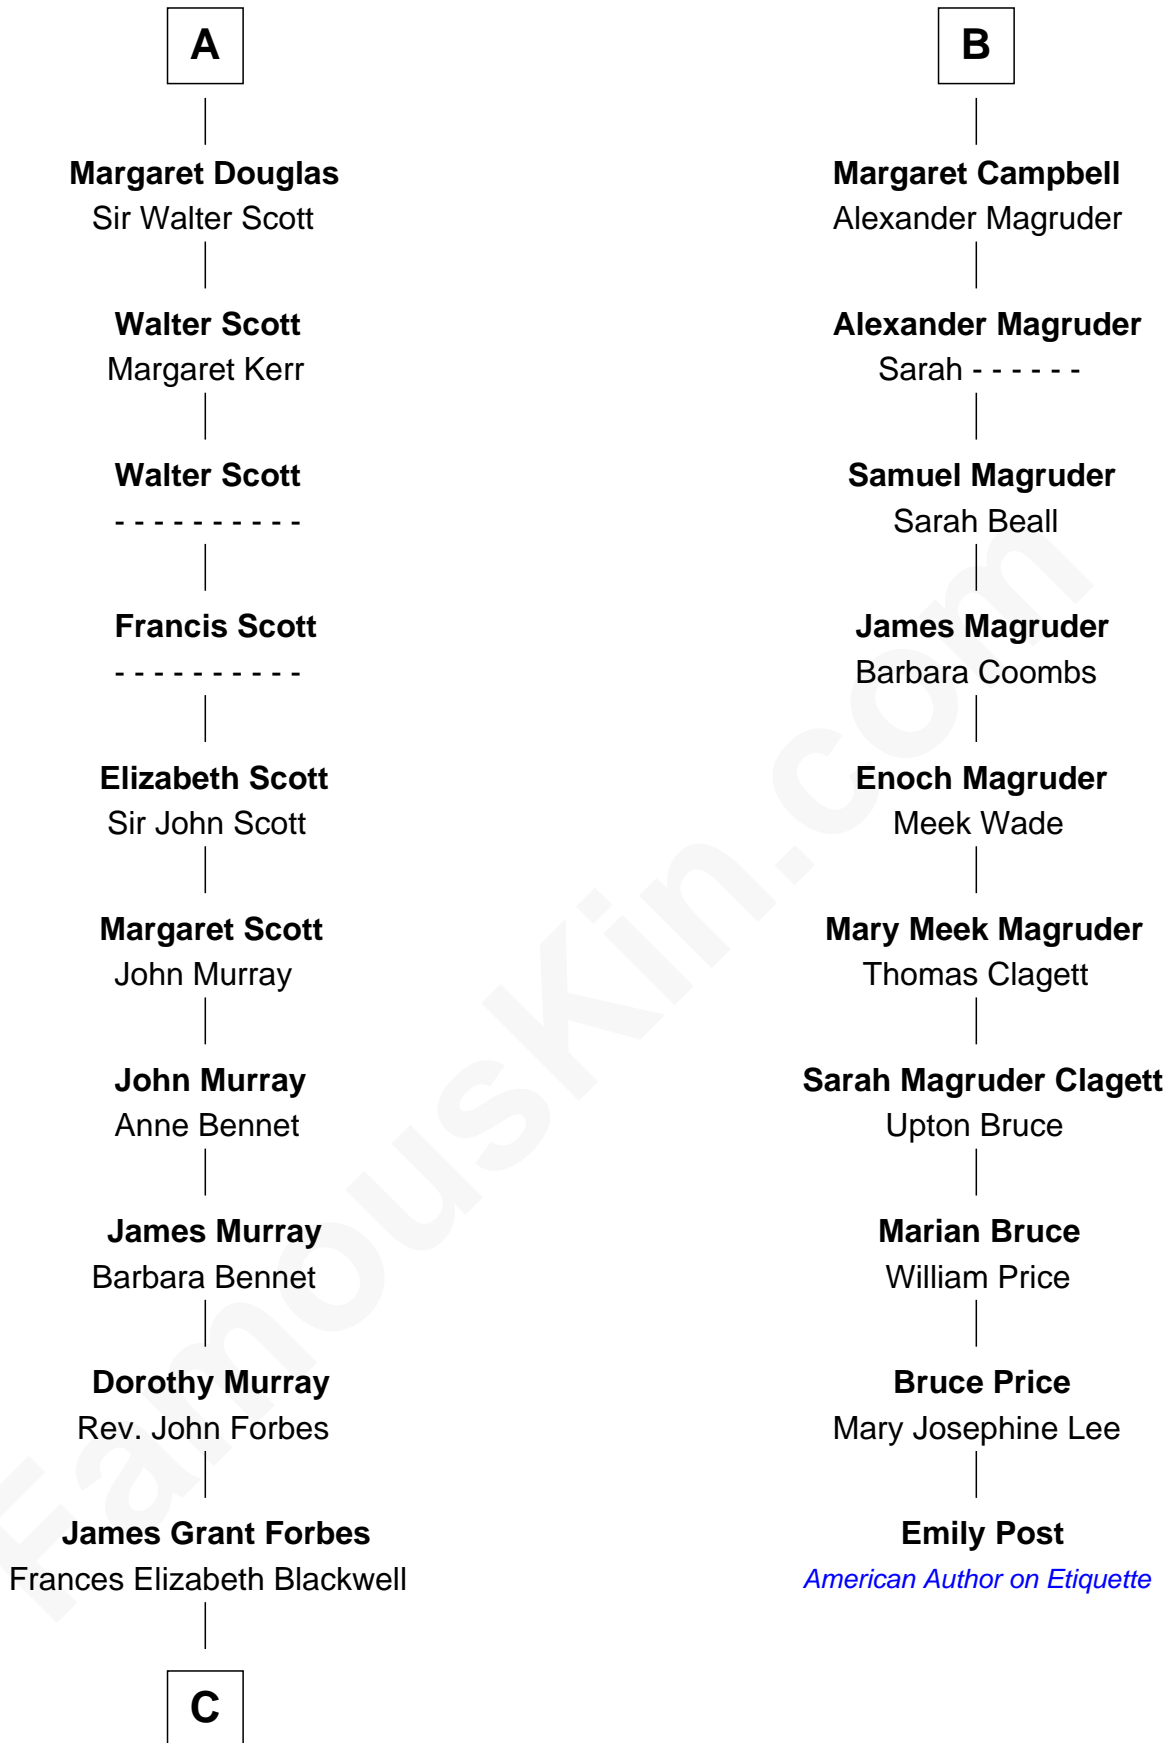 A
Margaret Douglas
Sir Walter Scott
Walter Scott
Margaret Kerr
Walter Scott
- - - - - - - - - -
Francis Scott
- - - - - - - - - -
Elizabeth Scott
Sir John Scott
Margaret Scott
John Murray
John Murray
Anne Bennet
James Murray
Barbara Bennet
Dorothy Murray
Rev. John Forbes
James Grant Forbes
Frances Elizabeth Blackwell
C
B
Margaret Campbell
Alexander Magruder
Alexander Magruder
Sarah - - - - - -
Samuel Magruder
Sarah Beall
James Magruder
Barbara Coombs
Enoch Magruder
Meek Wade
Mary Meek Magruder
Thomas Clagett
Sarah Magruder Clagett
Upton Bruce
Marian Bruce
William Price
Bruce Price
Mary Josephine Lee
Emily Post
American Author on Etiquette
FamousKin.com